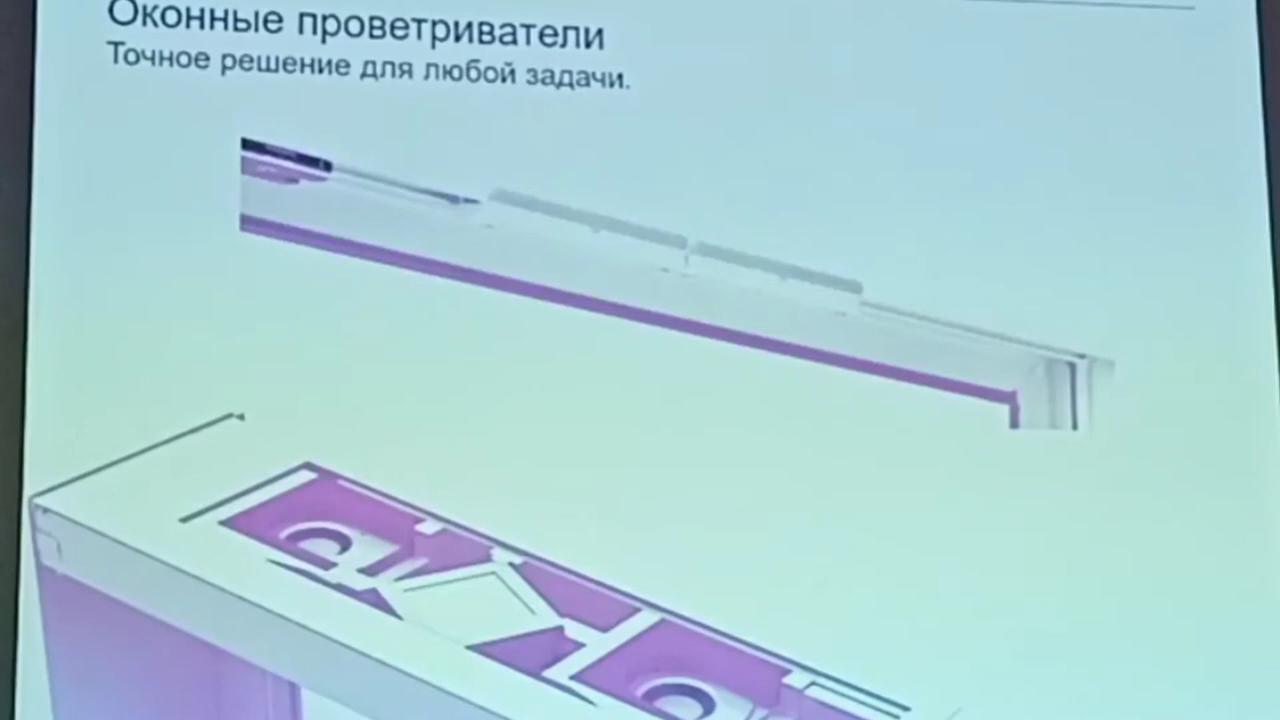 Оконные проветриватели
Точное решение для любой задачи.